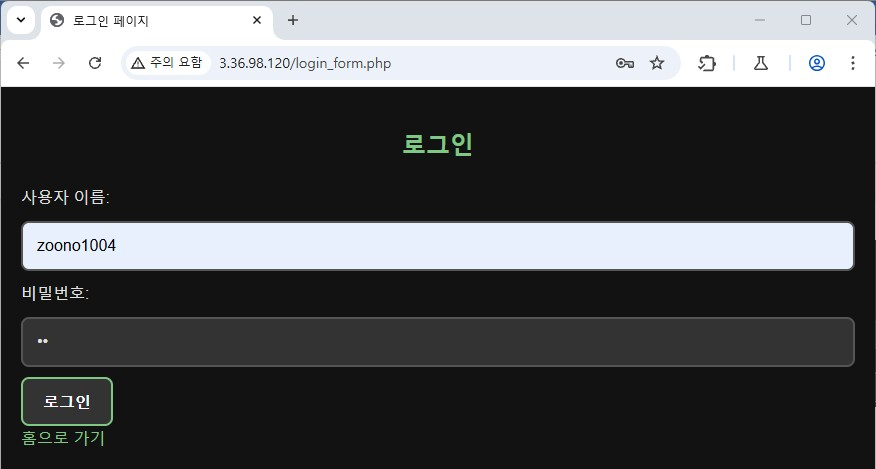 로그인 페이지
주의 요함 3.36.98.120/login_form.php
로그인
사용자 이름:
zoono1004
비밀번호:
••
로그인
홈으로 가기